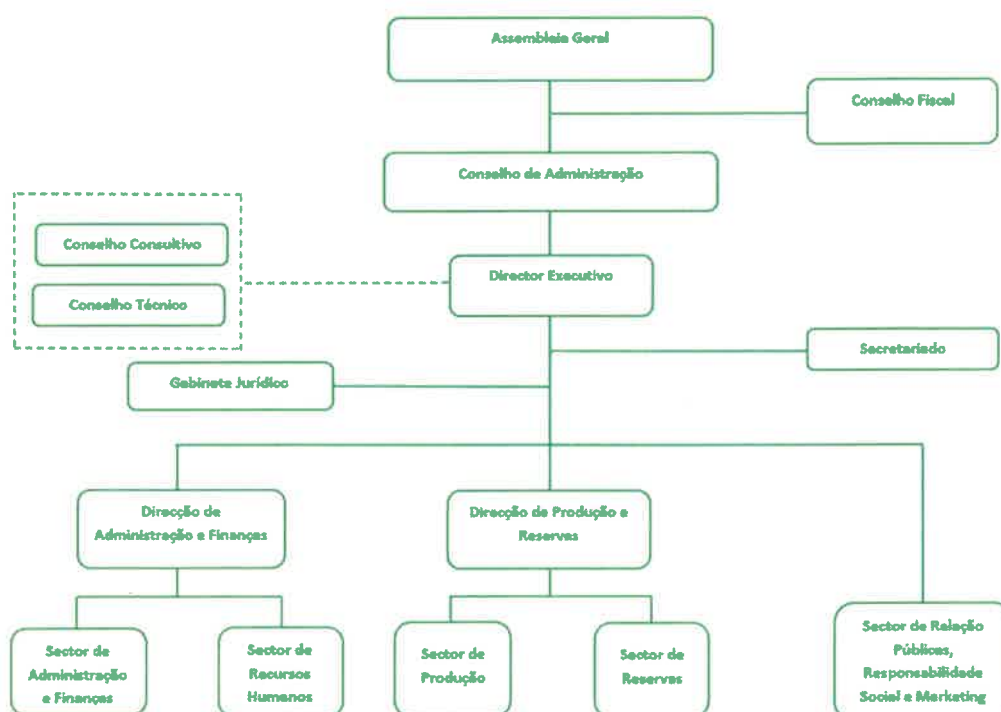 Assembleia Geral
Conselho Fiscal
Conselho de Administração
Conselho Consultivo
Director Executivo
Conselho Técnico
Secretariado
Gabinete Jurídico
Direcção de
Administração e Finanças
Direcção de Produção e
Reservas
Sector de
Administração
e Finanças
Sector de
Recursos
Humanos
Sector de
Produção
Sector de
Reservas
Sector de Relação
Públicas,
Responsabilidade
Social e Marketing